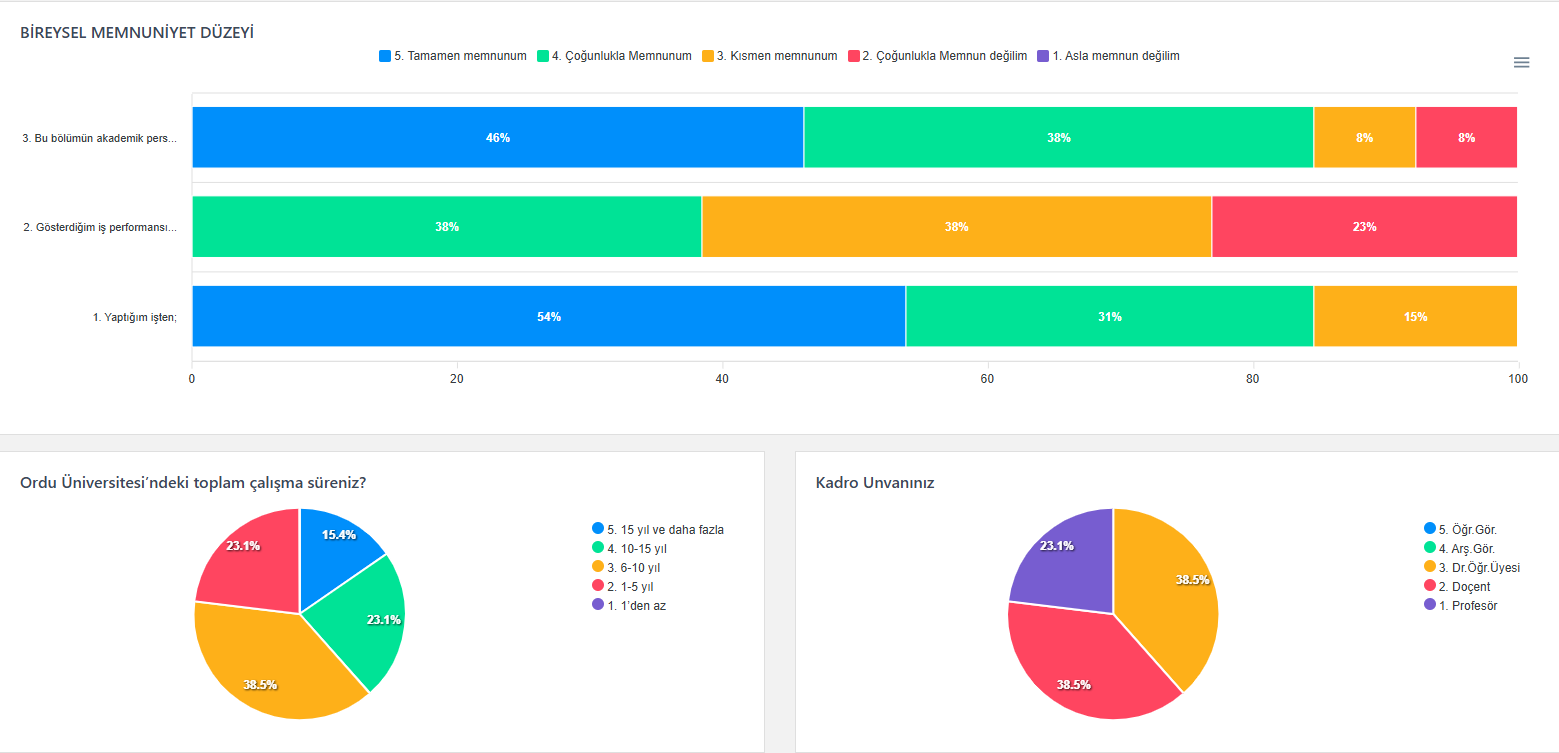 BİREYSEL MEMNUNİYET DÜZEYİ
5. Tamamen memnunum 4. Çoğunlukla Memnunum 3. Kısmen memnunum 2. Çoğunlukla Memnun değilim 1. Asla memnun değilim
3. Bu bölümün akademik pers... 46% 38% 8% 8%
2. Gösterdiğim iş performansı... 38% 38% 23%
1. Yaptığım işten; 54% 31% 15%
0 20 40 60 80 100
Ordu Üniversitesi’ndeki toplam çalışma süreniz?
15.4%
23.1%
38.5%
23.1%
5. 15 yıl ve daha fazla
4. 10-15 yıl
3. 6-10 yıl
2. 1-5 yıl
1. 1’den az
Kadro Unvanınız
38.5%
38.5%
23.1%
5. Öğr.Gör.
4. Arş.Gör.
3. Dr.Öğr.Üyesi
2. Doçent
1. Profesör